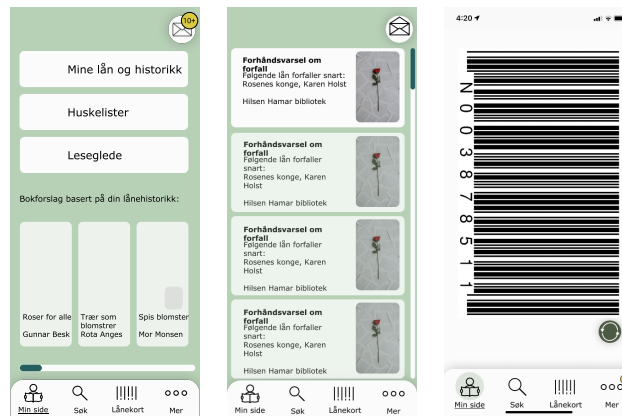 10+
Mine lån og historikk
Huskelister
Leseglede
Bokforslag basert på din lånehistorikk:
Roser for alle
Gunnar Besk
Trær som
blomstrer
Rota Anges
Spis blomster
Mor Monsen
Min side
Søk
Lånekort
Mer
Forhåndsvarsel om
forfall
Følgende lån forfaller snart:
Rosenes konge, Karen Holst
Hilsen Hamar bibliotek
Forhåndsvarsel om
forfall
Følgende lån forfaller
snart:
Rosenes konge, Karen
Holst
Hilsen Hamar bibliotek
Forhåndsvarsel om
forfall
Følgende lån forfaller
snart:
Rosenes konge, Karen
Holst
Hilsen Hamar bibliotek
Forhåndsvarsel om
forfall
Følgende lån forfaller
snart:
Rosenes konge, Karen
Holst
Hilsen Hamar bibliotek
Min side
Søk
Lånekort
Mer
4:20
N003878511
Min side
Søk
Lånekort
Mer